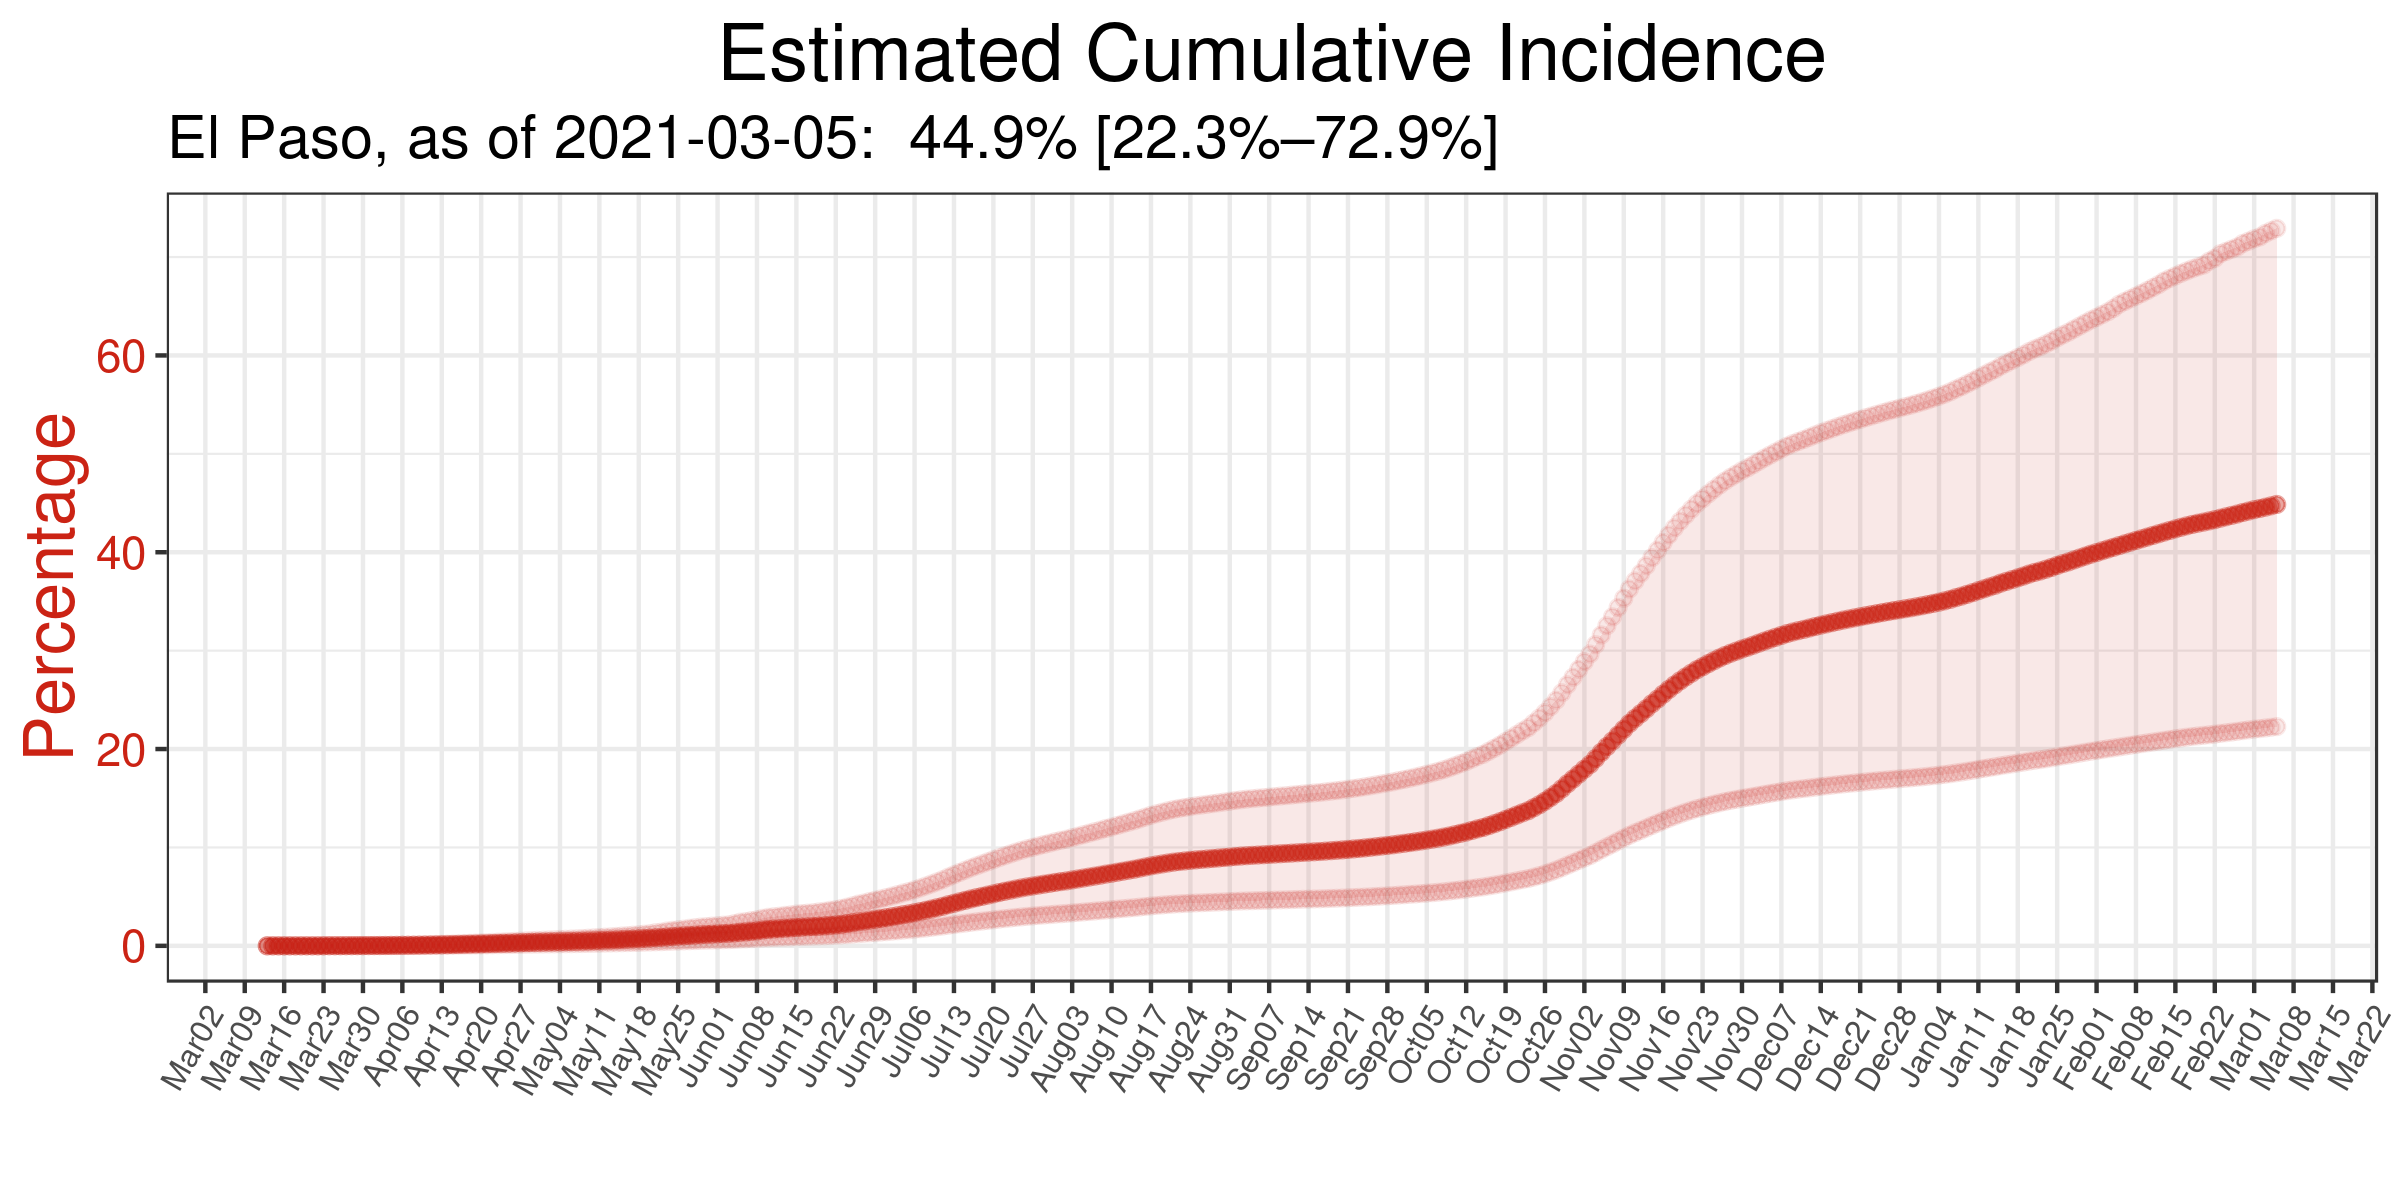 Estimated Cumulative Incidence
El Paso, as of 2021-03-05:  44.9% [22.3%–72.9%]
Percentage
60
40
20
0
Mar02 Mar09 Mar16 Mar23 Mar30 Apr06 Apr13 Apr20 Apr27 May04 May11 May18 May25 Jun01 Jun08 Jun15 Jun22 Jun29 Jul06 Jul13 Jul20 Jul27 Aug03 Aug10 Aug17 Aug24 Aug31 Sep07 Sep14 Sep21 Sep28 Oct05 Oct12 Oct19 Oct26 Nov02 Nov09 Nov16 Nov23 Nov30 Dec07 Dec14 Dec21 Dec28 Jan04 Jan11 Jan18 Jan25 Feb01 Feb08 Feb15 Feb22 Mar01 Mar08 Mar15 Mar22